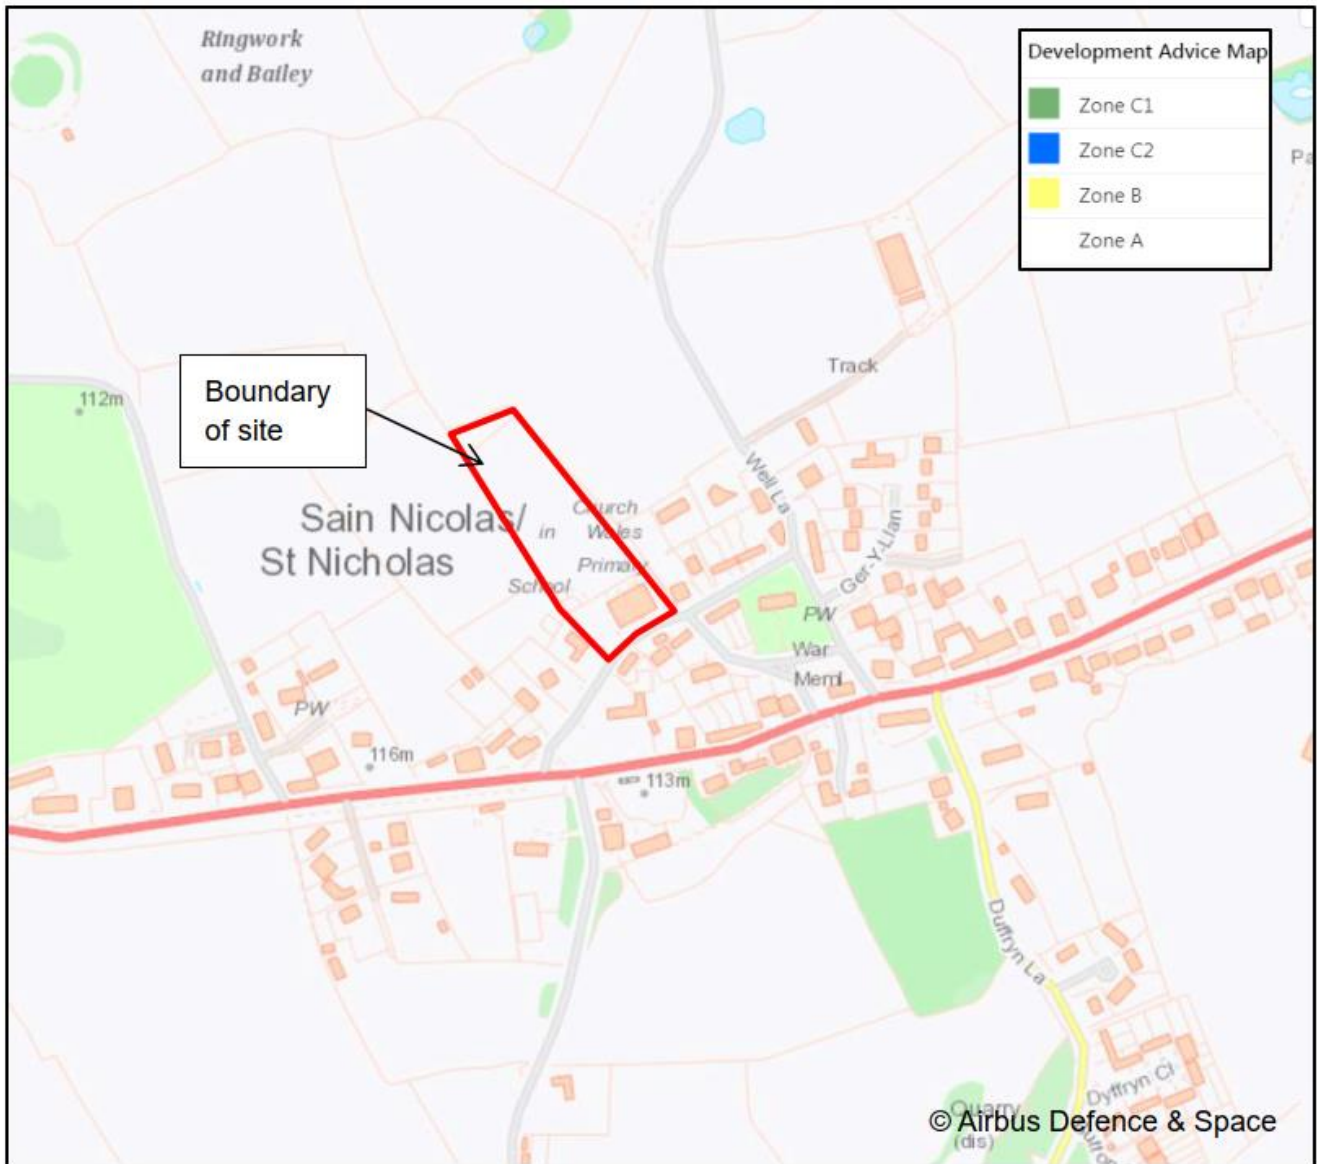 Ringwork
and Bailey
Development Advice Map
Zone C1
Zone C2
Zone B
Zone A
Track
Boundary
of site
112m
Well La
Sain Nicolas/
St Nicholas
Church
in Wales
Primary
School
Ger-Y-Llan
PW
War
Meml
PW
116m
113m
Duffryn La
Dyffryn Cl
Quarry
(dis)
© Airbus Defence & Space